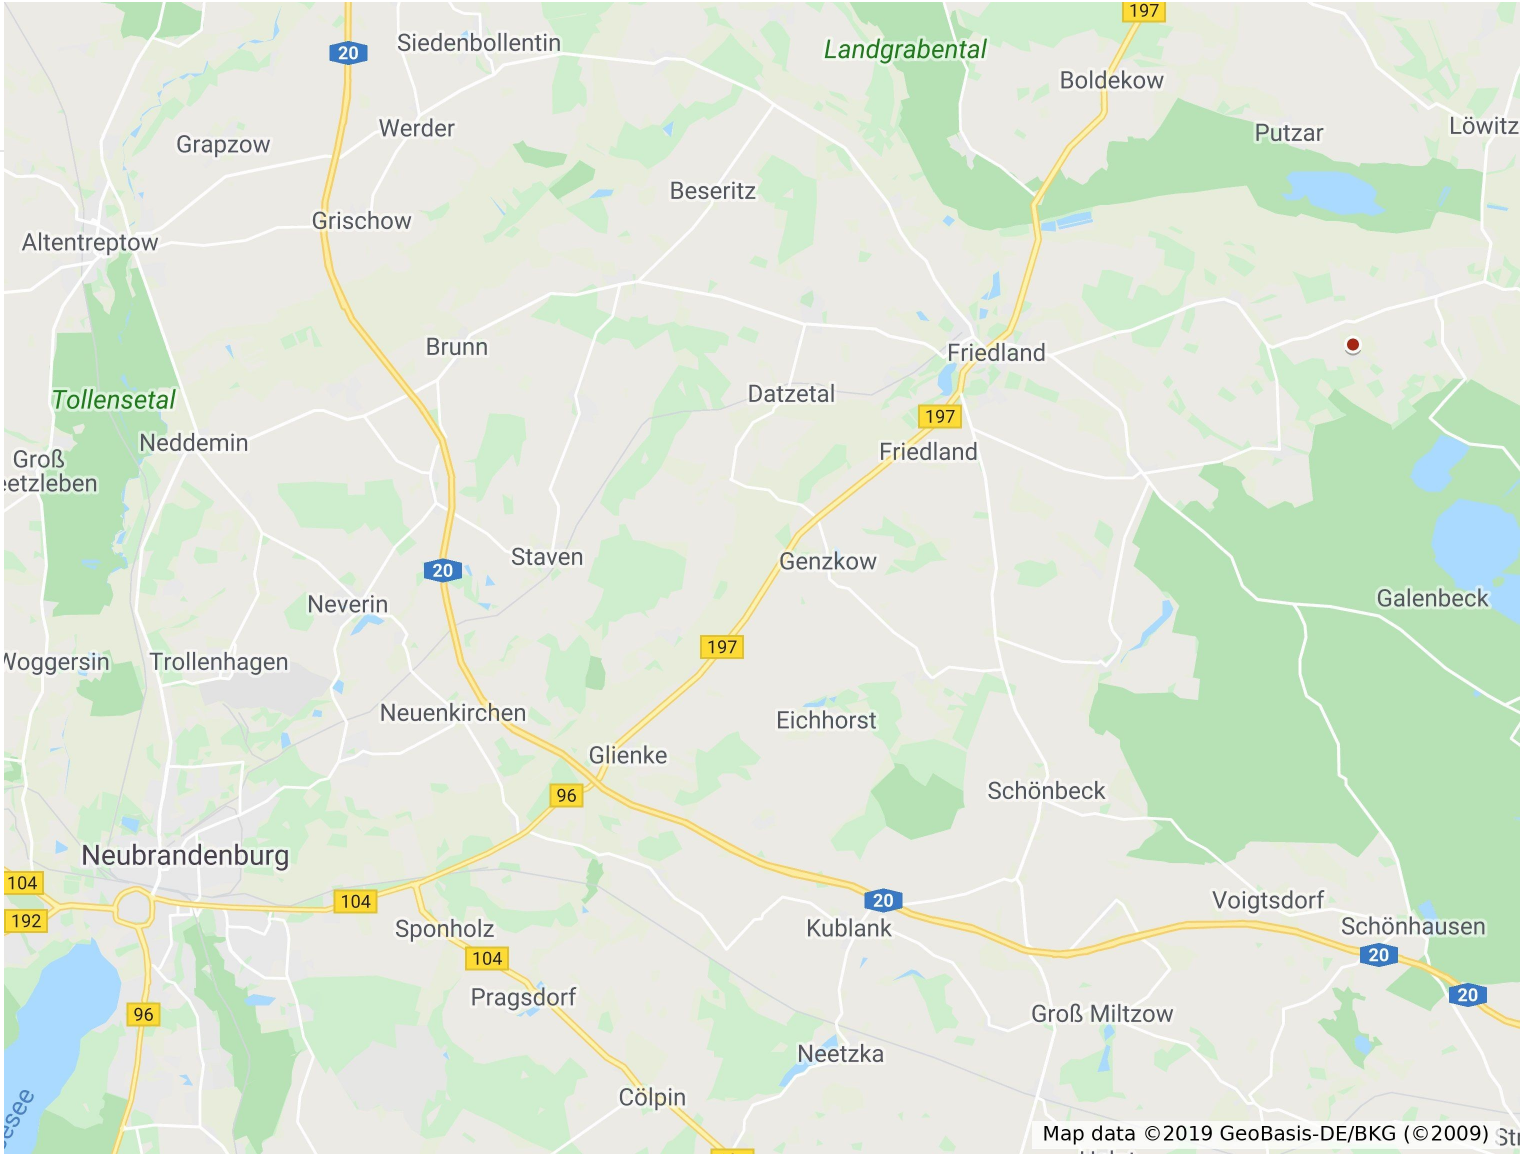 197
20
Siedenbollentin
Landgrabental
Boldekow
Werder
Putzar
Löwitz
Grapzow
Beseritz
Grischow
Altentreptow
Brunn
Friedland
Datzetal
Tollensetal
197
Neddemin
Friedland
Groß
eetzleben
Staven
Genzkow
20
Neverin
Galenbeck
197
Woggersin
Trollenhagen
Neuenkirchen
Eichhorst
Glienke
96
Schönbeck
Neubrandenburg
104
104
20
Voigtsdorf
192
Sponholz
Kublank
Schönhausen
20
104
20
Pragsdorf
96
Groß Miltzow
Neetzka
Cölpin
esee
Map data ©2019 GeoBasis-DE/BKG (©2009)
Str